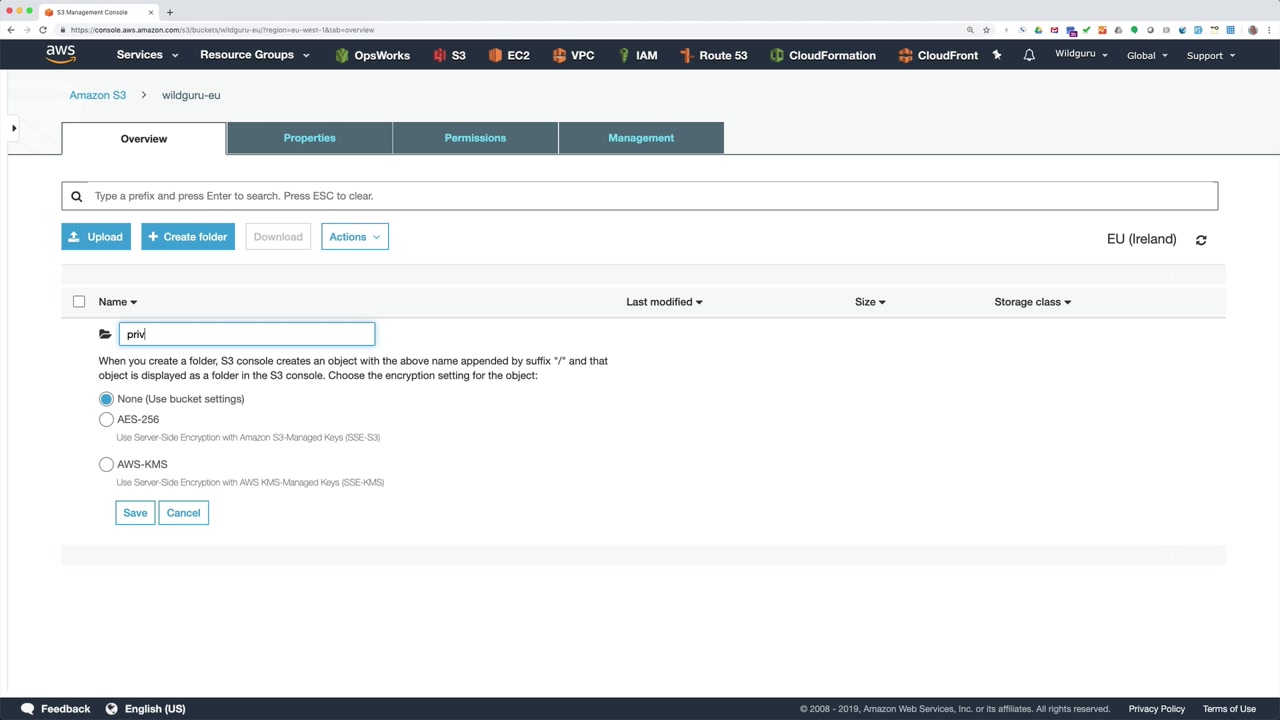 S3 Management Console
https://console.aws.amazon.com/s3/buckets/wildguru-eu/?region=eu-west-1&tab=overview
aws Services Resource Groups OpsWorks S3 EC2 VPC IAM Route 53 CloudFormation CloudFront Wildguru Global Support
Amazon S3 wildguru-eu
Overview Properties Permissions Management
Type a prefix and press Enter to search. Press ESC to clear.
Upload Create folder Download Actions EU (Ireland)
Name Last modified Size Storage class
priv
When you create a folder, S3 console creates an object with the above name appended by suffix "/" and that
object is displayed as a folder in the S3 console. Choose the encryption setting for the object:
None (Use bucket settings)
AES-256
Use Server-Side Encryption with Amazon S3-Managed Keys (SSE-S3)
AWS-KMS
Use Server-Side Encryption with AWS KMS-Managed Keys (SSE-KMS)
Save Cancel
Feedback English (US) © 2008 - 2019, Amazon Web Services, Inc. or its affiliates. All rights reserved. Privacy Policy Terms of Use